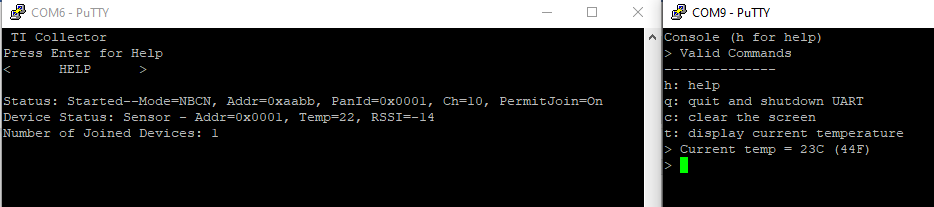 COM6 - PuTTY
TI Collector
Press Enter for Help
<      HELP      >
Status: Started--Mode=NBCN, Addr=0xaabb, PanId=0x0001, Ch=10, PermitJoin=On
Device Status: Sensor - Addr=0x0001, Temp=22, RSSI=-14
Number of Joined Devices: 1
COM9 - PuTTY
Console (h for help)
> Valid Commands
--------------
h: help
q: quit and shutdown UART
c: clear the screen
t: display current temperature
> Current temp = 23C (44F)
>